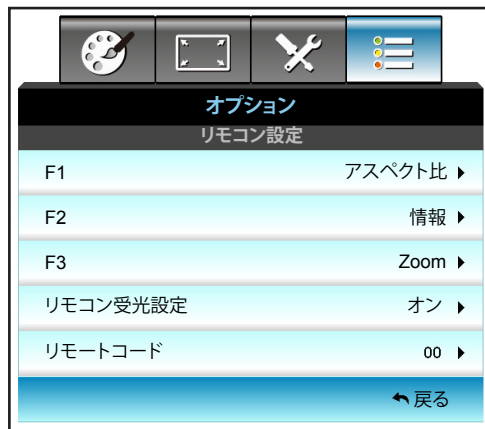 オプション
リモコン設定
F1 アスペクト比
F2 情報
F3 Zoom
リモコン受光設定 オン
リモートコード 00
戻る